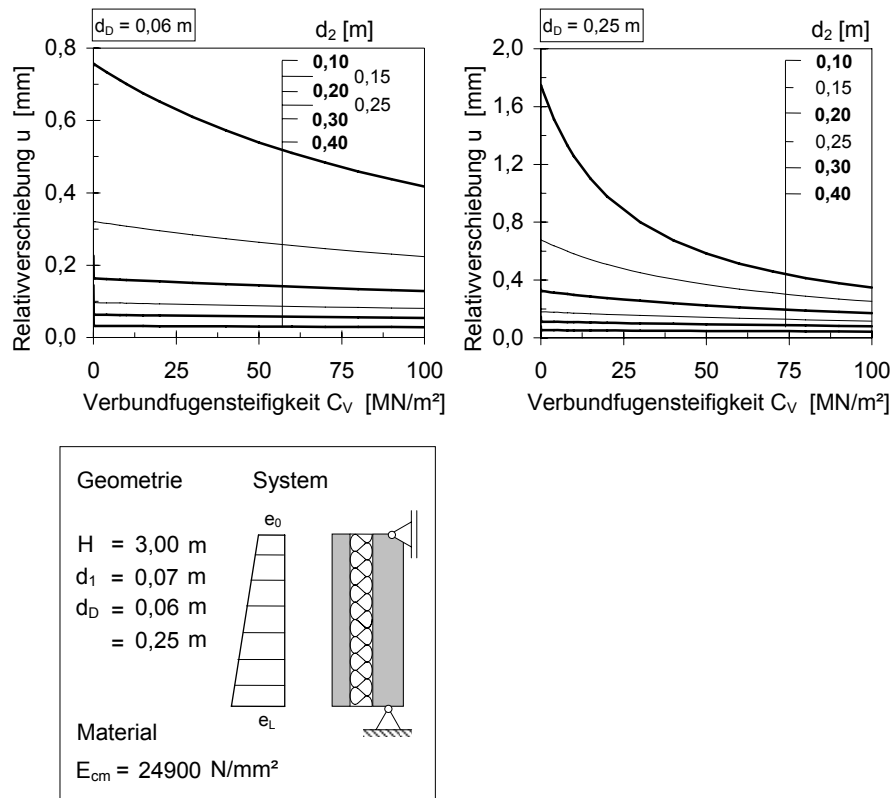 d_D = 0,06 m
d₂ [m]
Relativverschiebung u [mm]
0,8
0,6
0,4
0,2
0,0
0,10
0,15
0,20
0,25
0,30
0,40
0 25 50 75 100
Verbundfugensteifigkeit C_V [MN/m²]
d_D = 0,25 m
d₂ [m]
Relativverschiebung u [mm]
2,0
1,6
1,2
0,8
0,4
0,0
0,10
0,15
0,20
0,25
0,30
0,40
0 25 50 75 100
Verbundfugensteifigkeit C_V [MN/m²]
Geometrie System
e₀
H = 3,00 m
d₁ = 0,07 m
d_D = 0,06 m
= 0,25 m
e_L
Material
E_cm = 24900 N/mm²